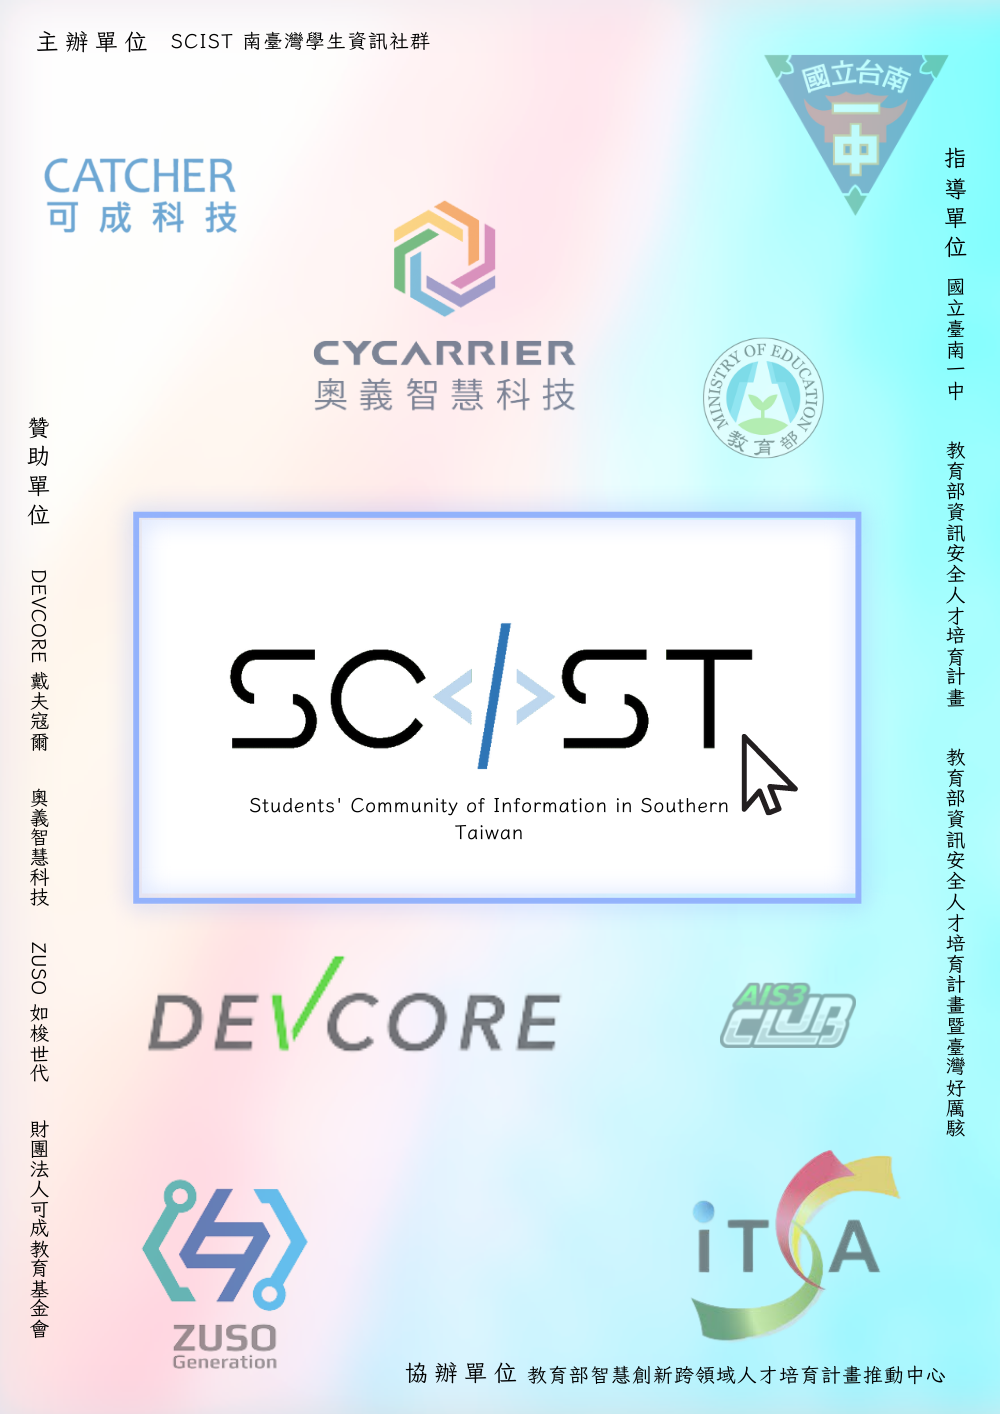 主辦單位 SCIST 南臺灣學生資訊社群
國立台南
一中
CATCHER
可成科技
CYCARRIER
奧義智慧科技
MINISTRY OF EDUCATION
教育部
指導單位 國立臺南一中 教育部資訊安全人才培育計畫 教育部資訊安全人才培育計畫暨臺灣好厲駭
贊助單位 DEVCORE 戴夫寇爾 奧義智慧科技 ZUSO 如梭世代 財團法人可成教育基金會
SC</>ST
Students' Community of Information in Southern
Taiwan
DEVCORE
AIS3
CLUB
ZUSO
Generation
iTSA
協辦單位 教育部智慧創新跨領域人才培育計畫推動中心